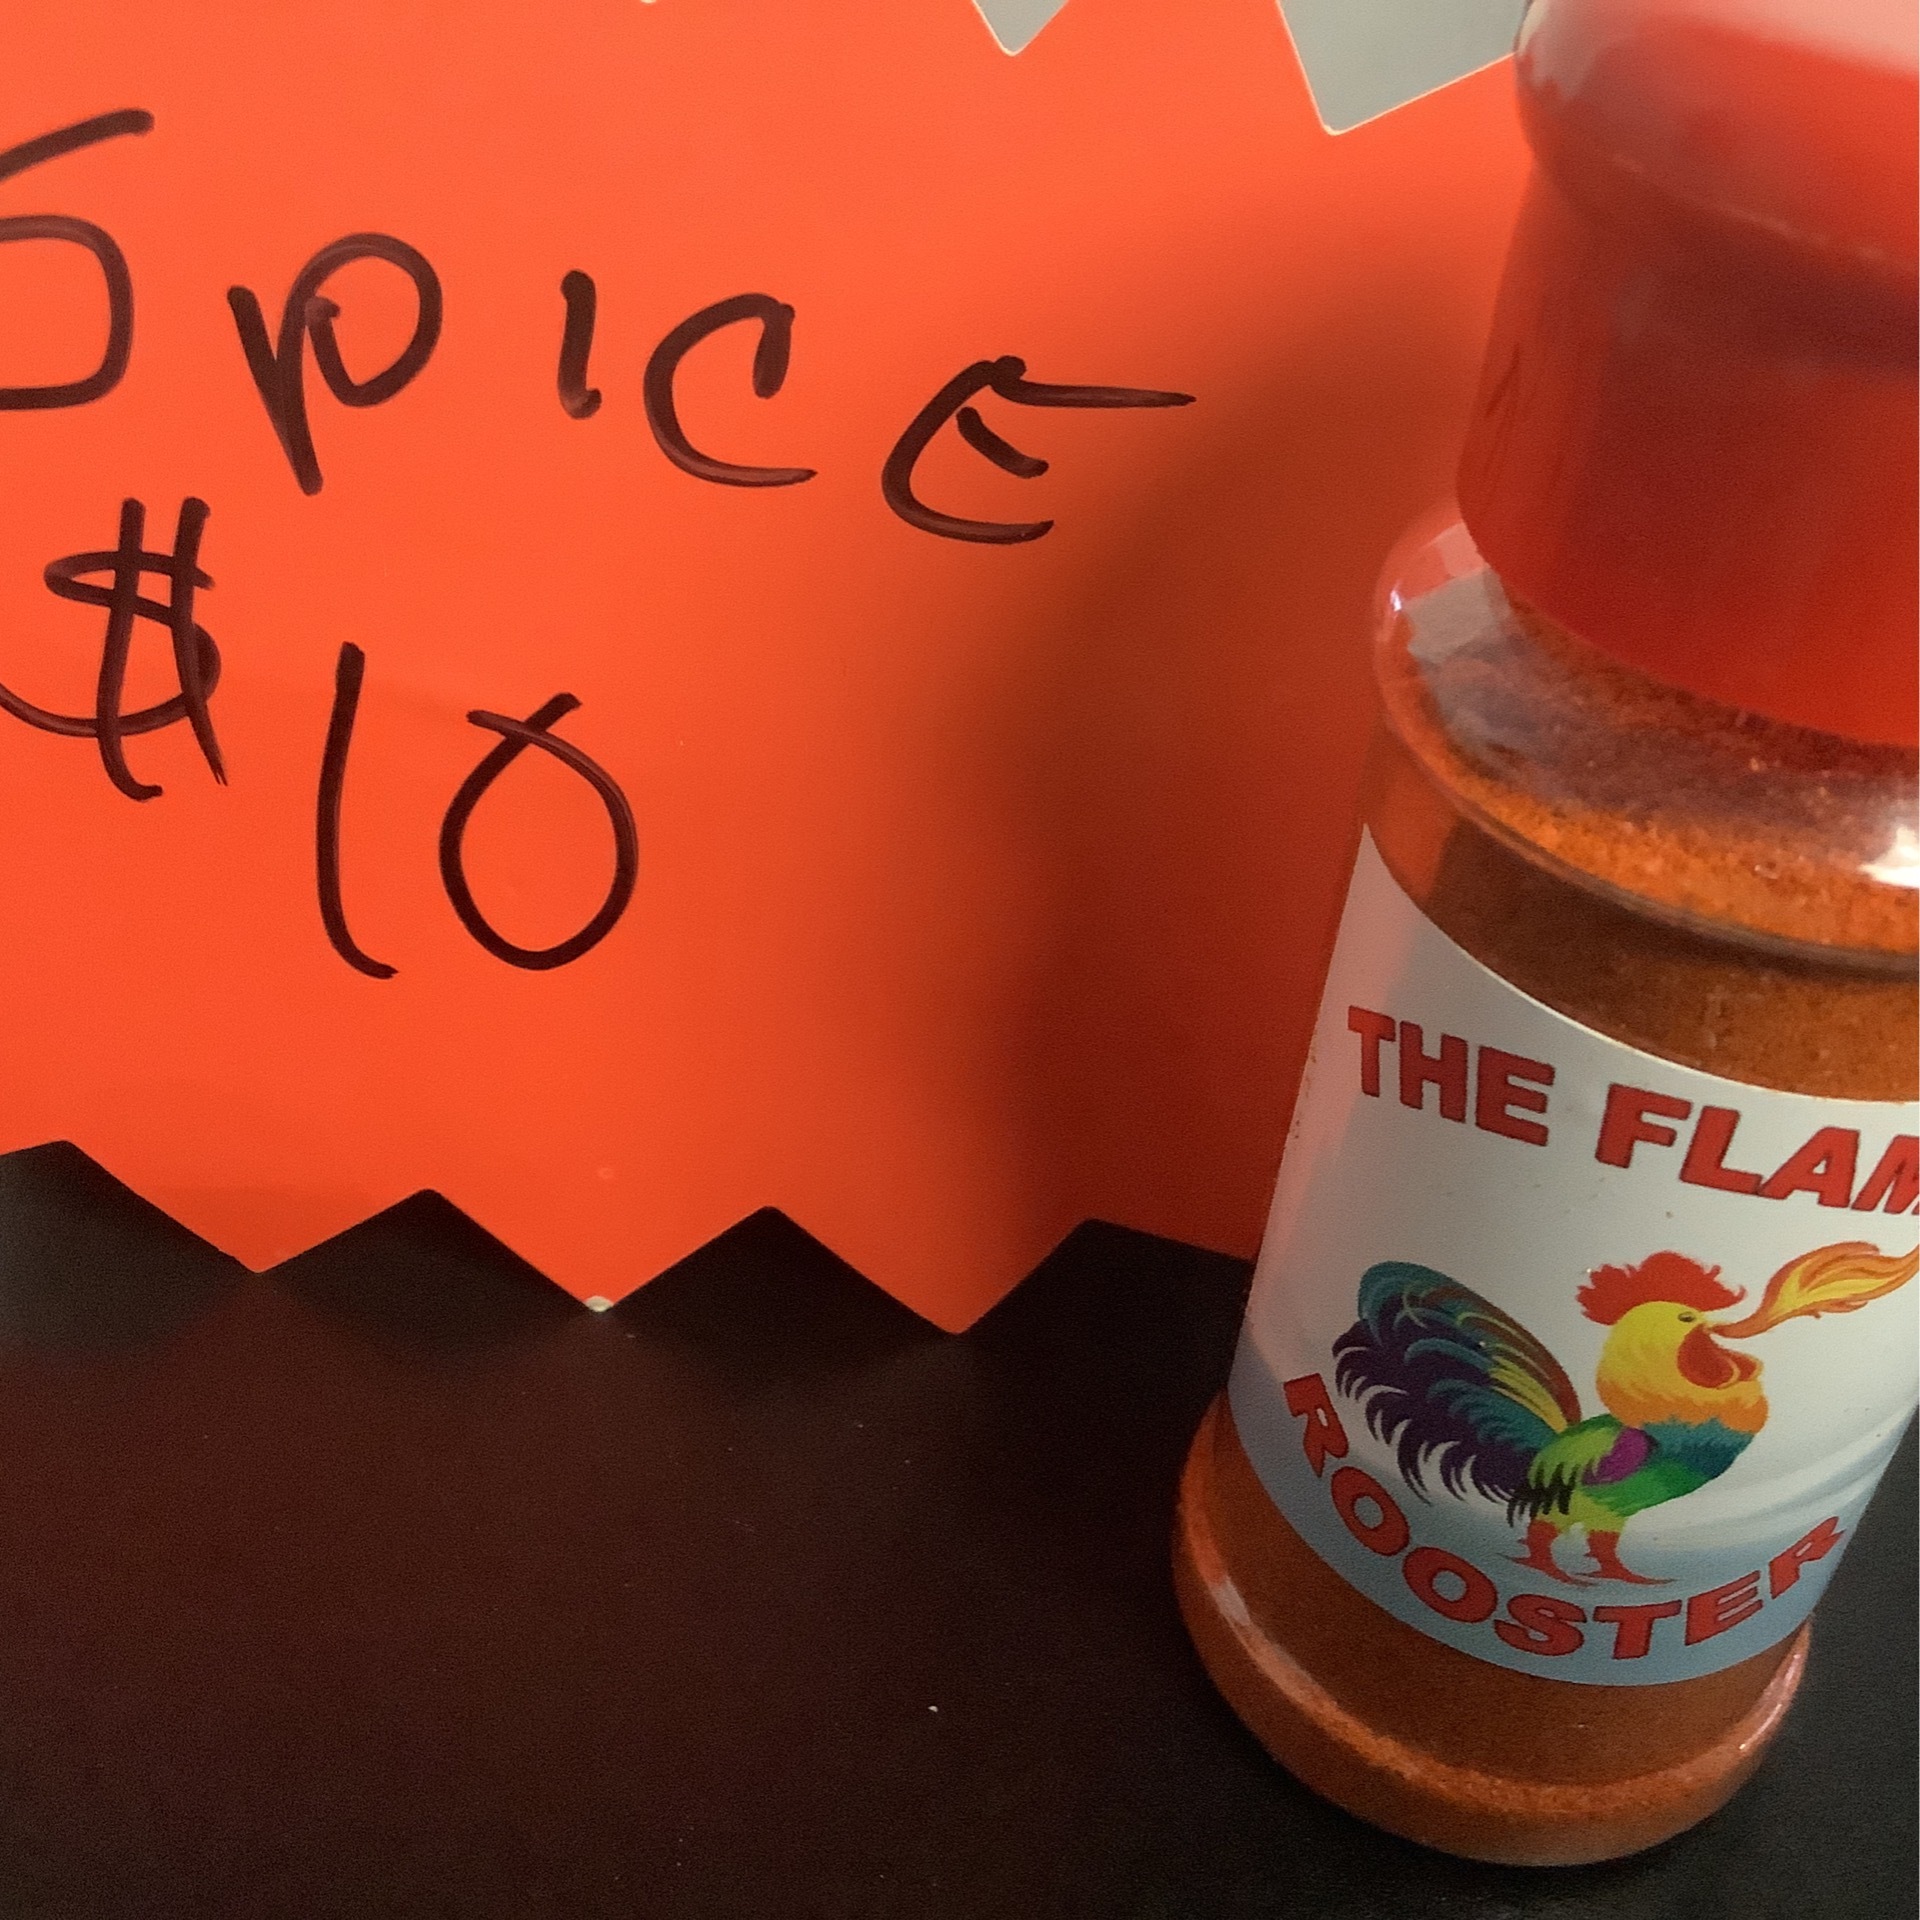 SPICE
$10
THE FLAM
ROOSTER